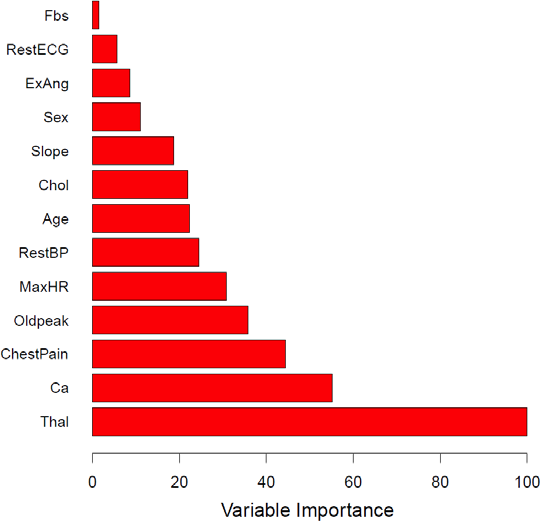 Fbs
RestECG
ExAng
Sex
Slope
Chol
Age
RestBP
MaxHR
Oldpeak
ChestPain
Ca
Thal
0 20 40 60 80 100
Variable Importance